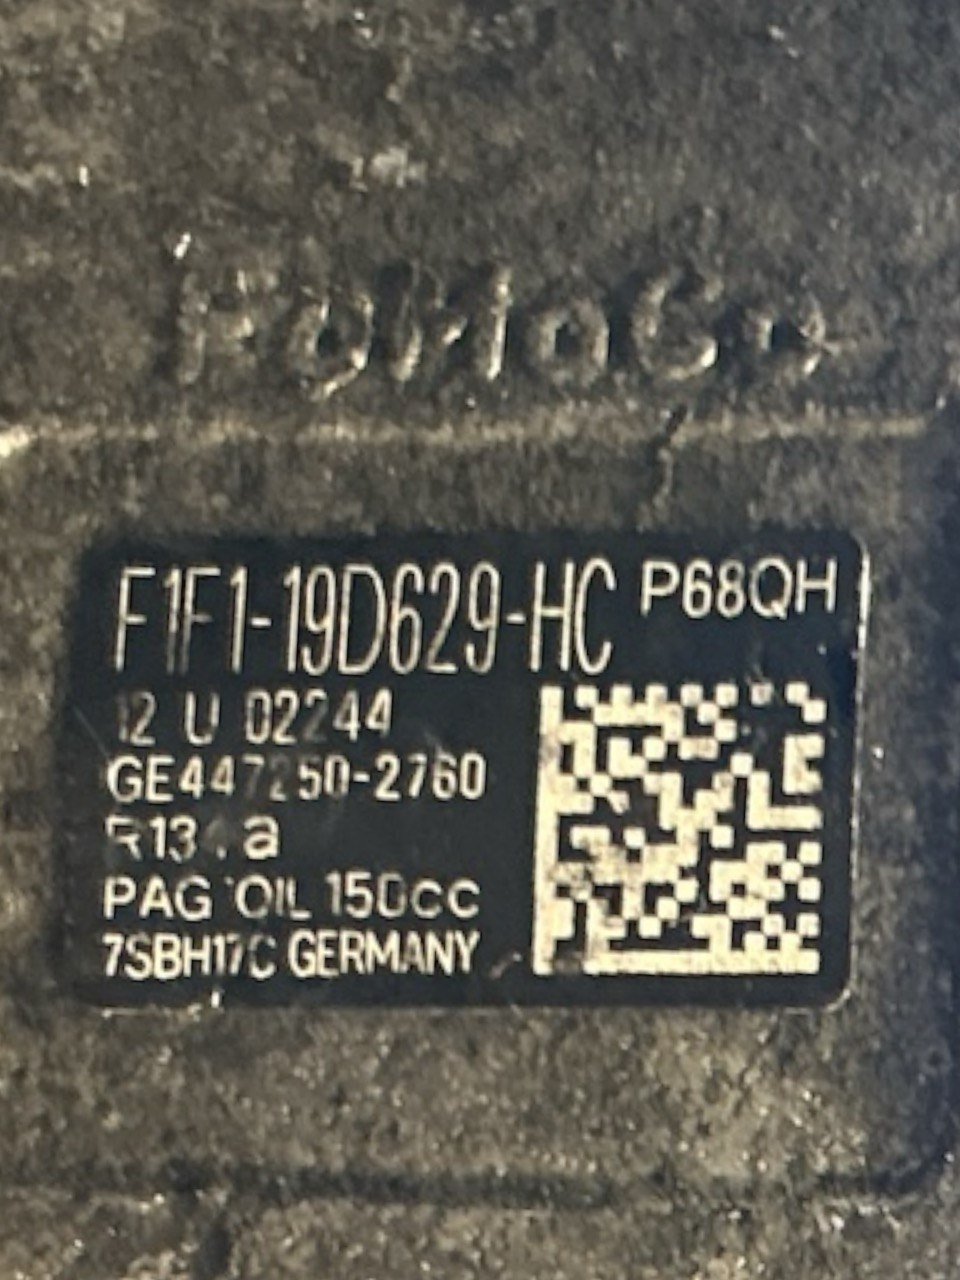 F1F1-19D629-HC P68QH
12 U 02244
GE447250-2760
R134a
PAG OIL 150cc
7SBH17C GERMANY